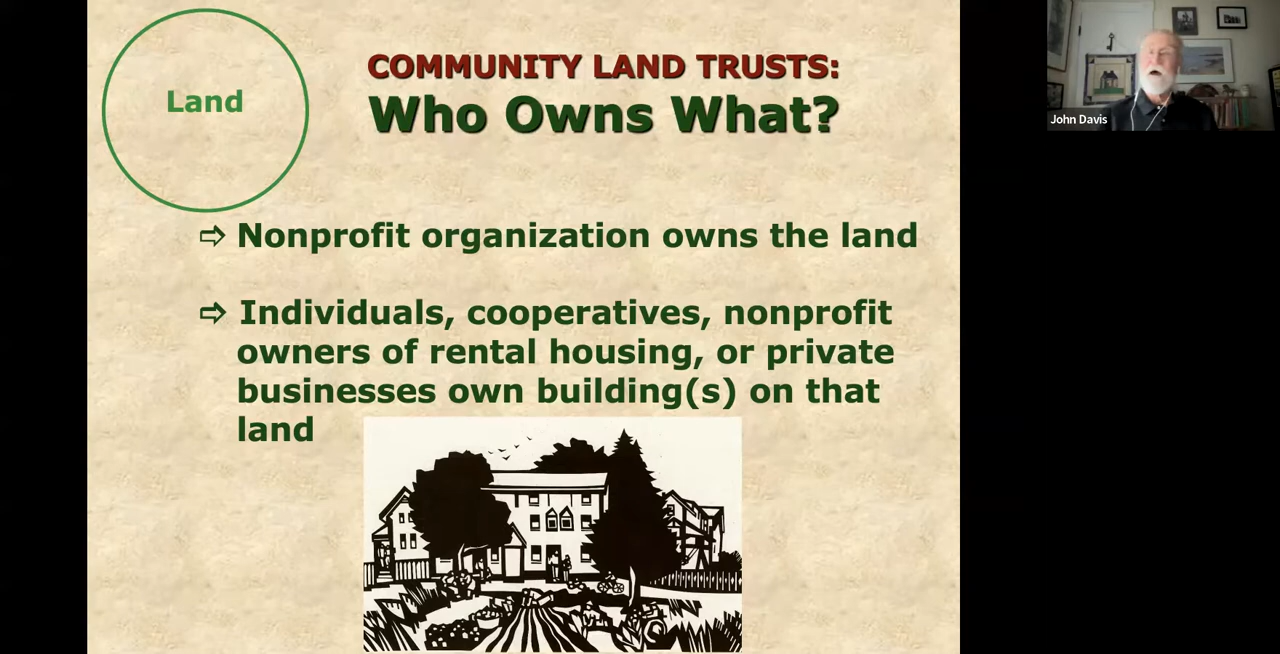 Land
COMMUNITY LAND TRUSTS:
Who Owns What?
⇨ Nonprofit organization owns the land
⇨ Individuals, cooperatives, nonprofit
owners of rental housing, or private
businesses own building(s) on that
land
John Davis